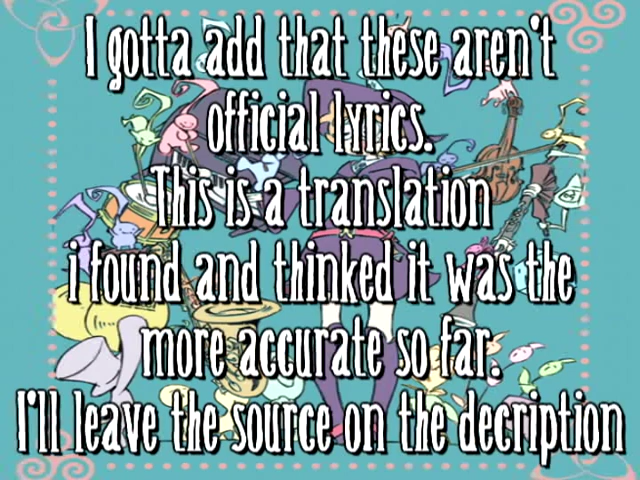 I gotta add that these aren't
official lyrics.
This is a translation
i found and thinked it was the
more accurate so far.
I'll leave the source on the decription